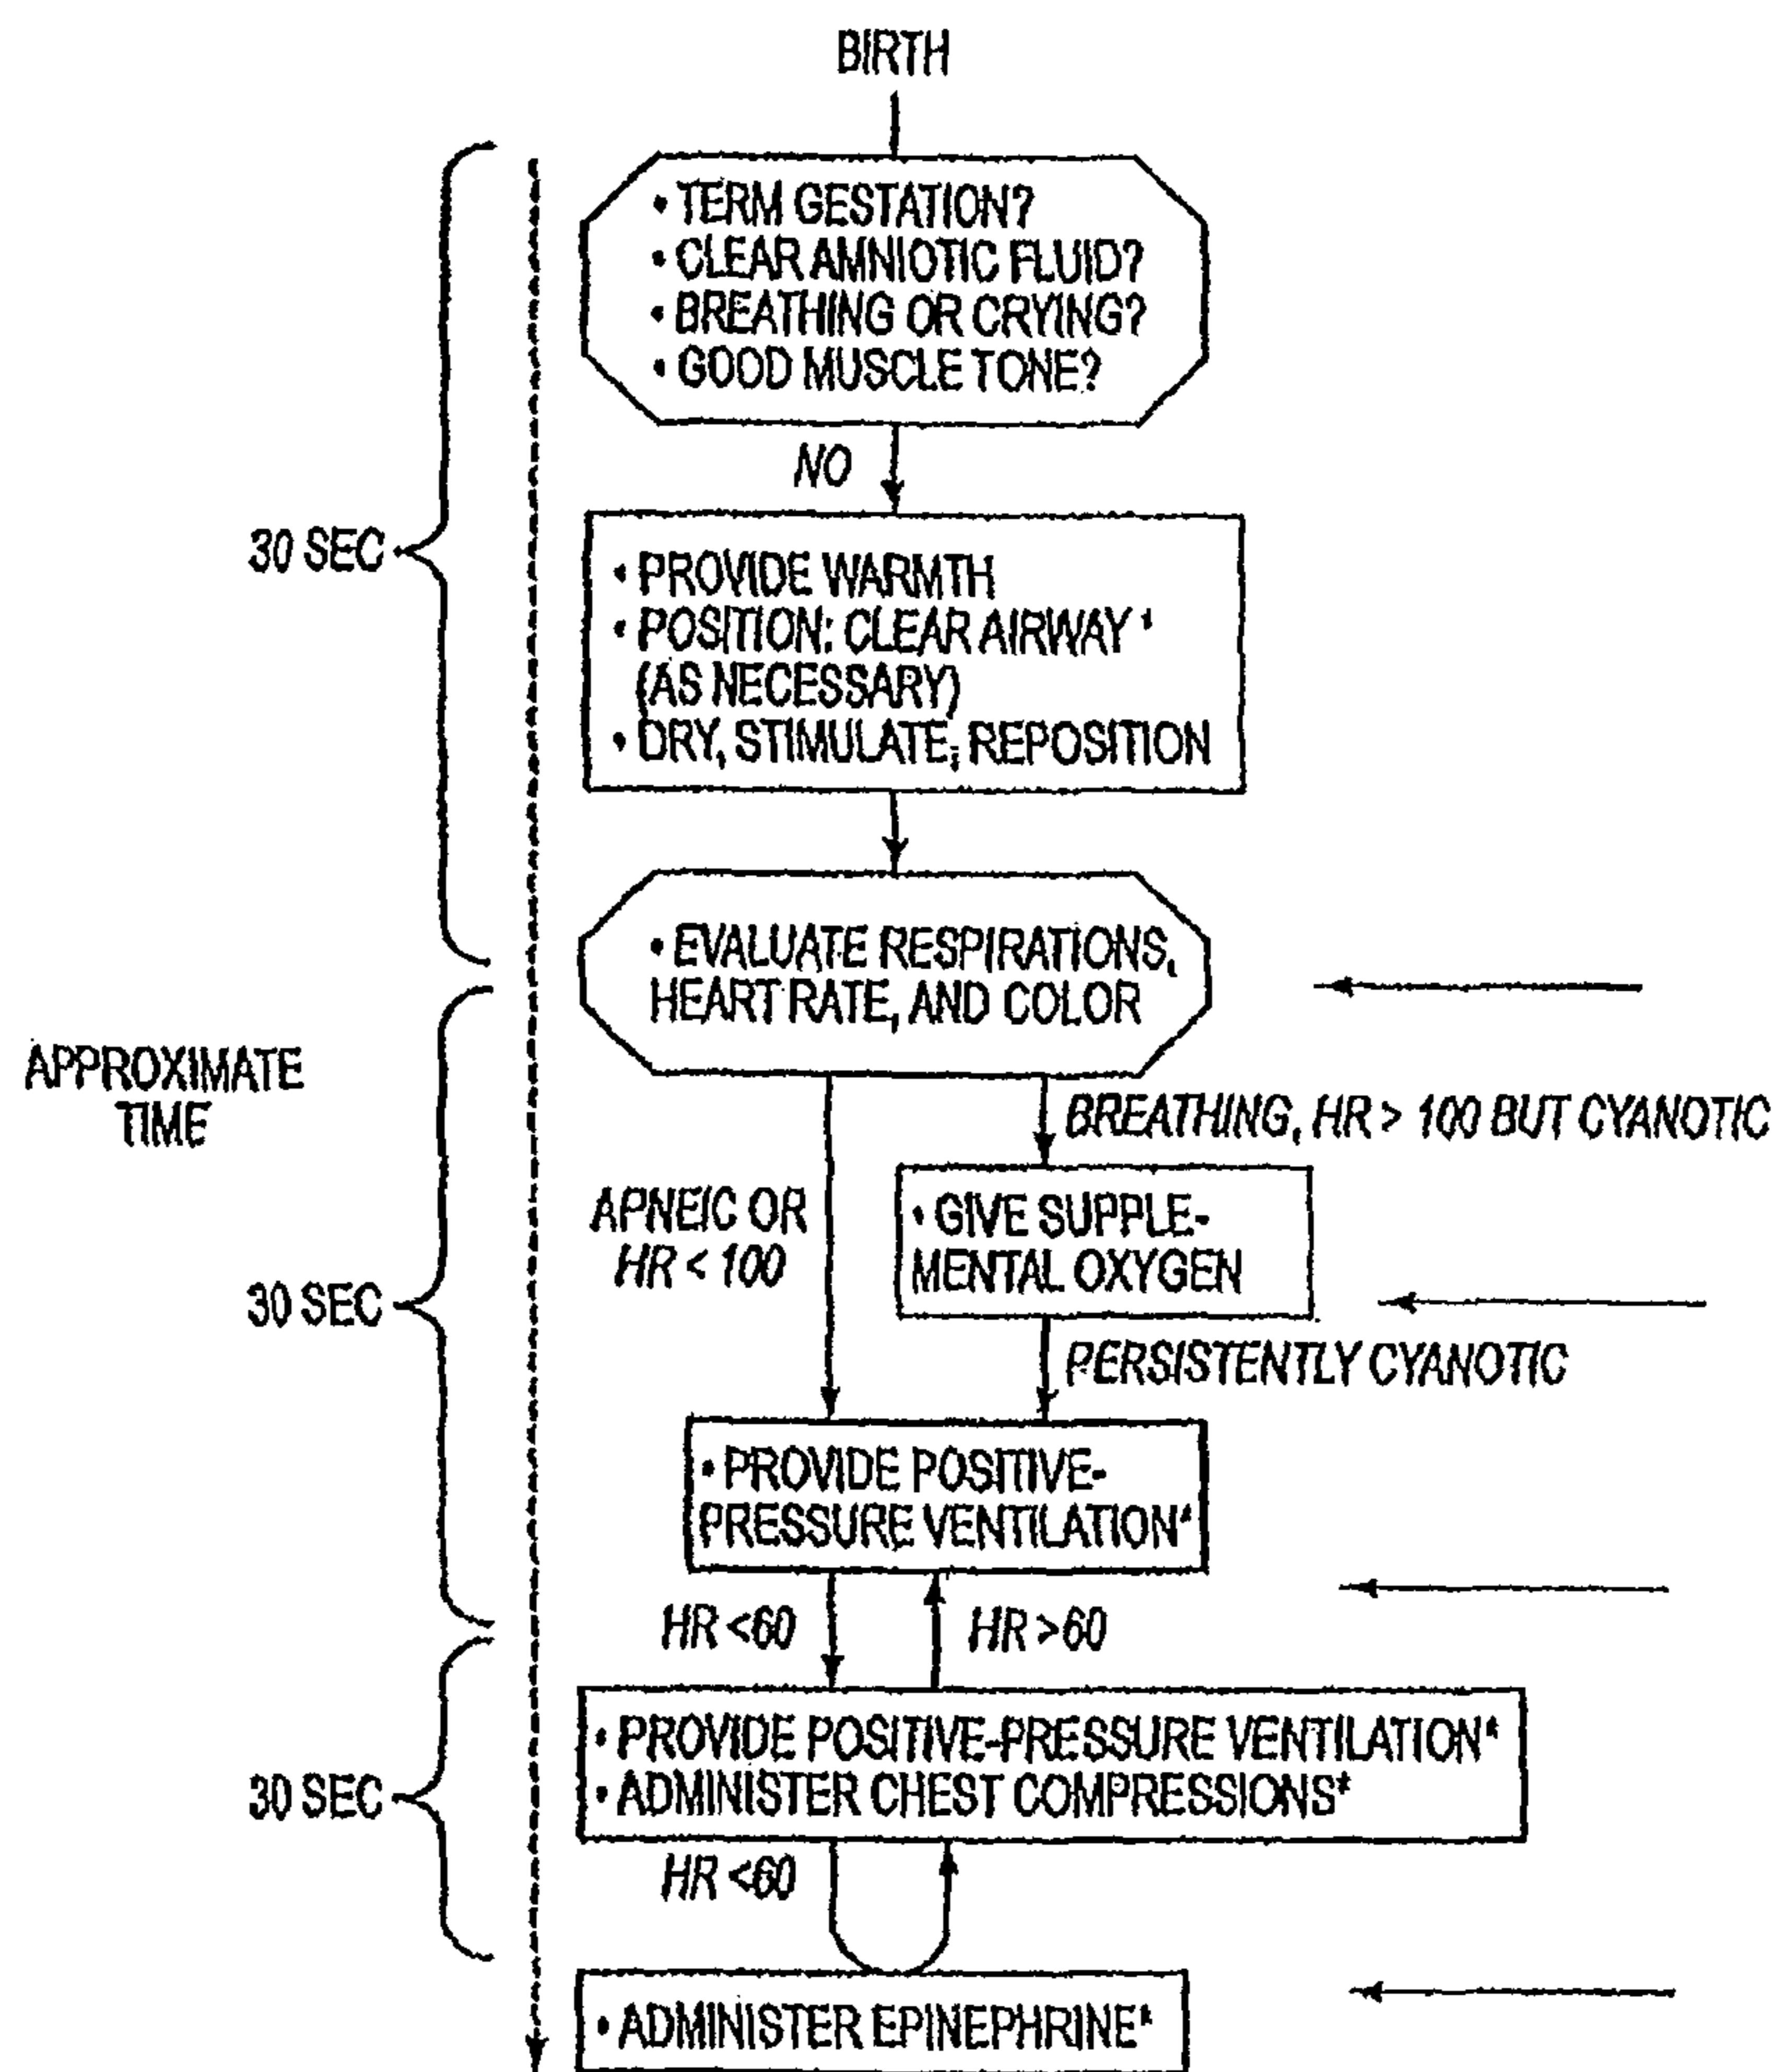 BIRTH
• TERM GESTATION?
• CLEAR AMNIOTIC FLUID?
• BREATHING OR CRYING?
• GOOD MUSCLE TONE?
NO
30 SEC
• PROVIDE WARMTH
• POSITION: CLEAR AIRWAY *
(AS NECESSARY)
• DRY, STIMULATE, REPOSITION
• EVALUATE RESPIRATIONS,
HEART RATE, AND COLOR
APPROXIMATE
TIME
BREATHING, HR > 100 BUT CYANOTIC
APNEIC OR
HR < 100
• GIVE SUPPLE-
MENTAL OXYGEN
30 SEC
PERSISTENTLY CYANOTIC
• PROVIDE POSITIVE-
PRESSURE VENTILATION*
HR <60
HR >60
• PROVIDE POSITIVE-PRESSURE VENTILATION*
• ADMINISTER CHEST COMPRESSIONS*
30 SEC
HR <60
• ADMINISTER EPINEPHRINE*